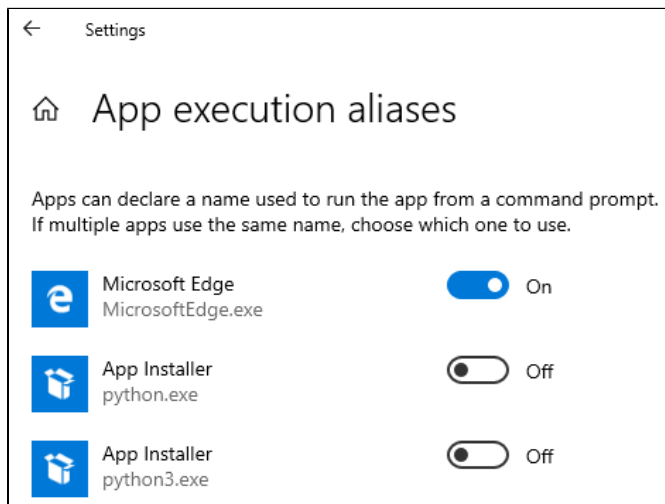 Settings
App execution aliases
Apps can declare a name used to run the app from a command prompt.
If multiple apps use the same name, choose which one to use.
Microsoft Edge
MicrosoftEdge.exe
On
App Installer
python.exe
Off
App Installer
python3.exe
Off